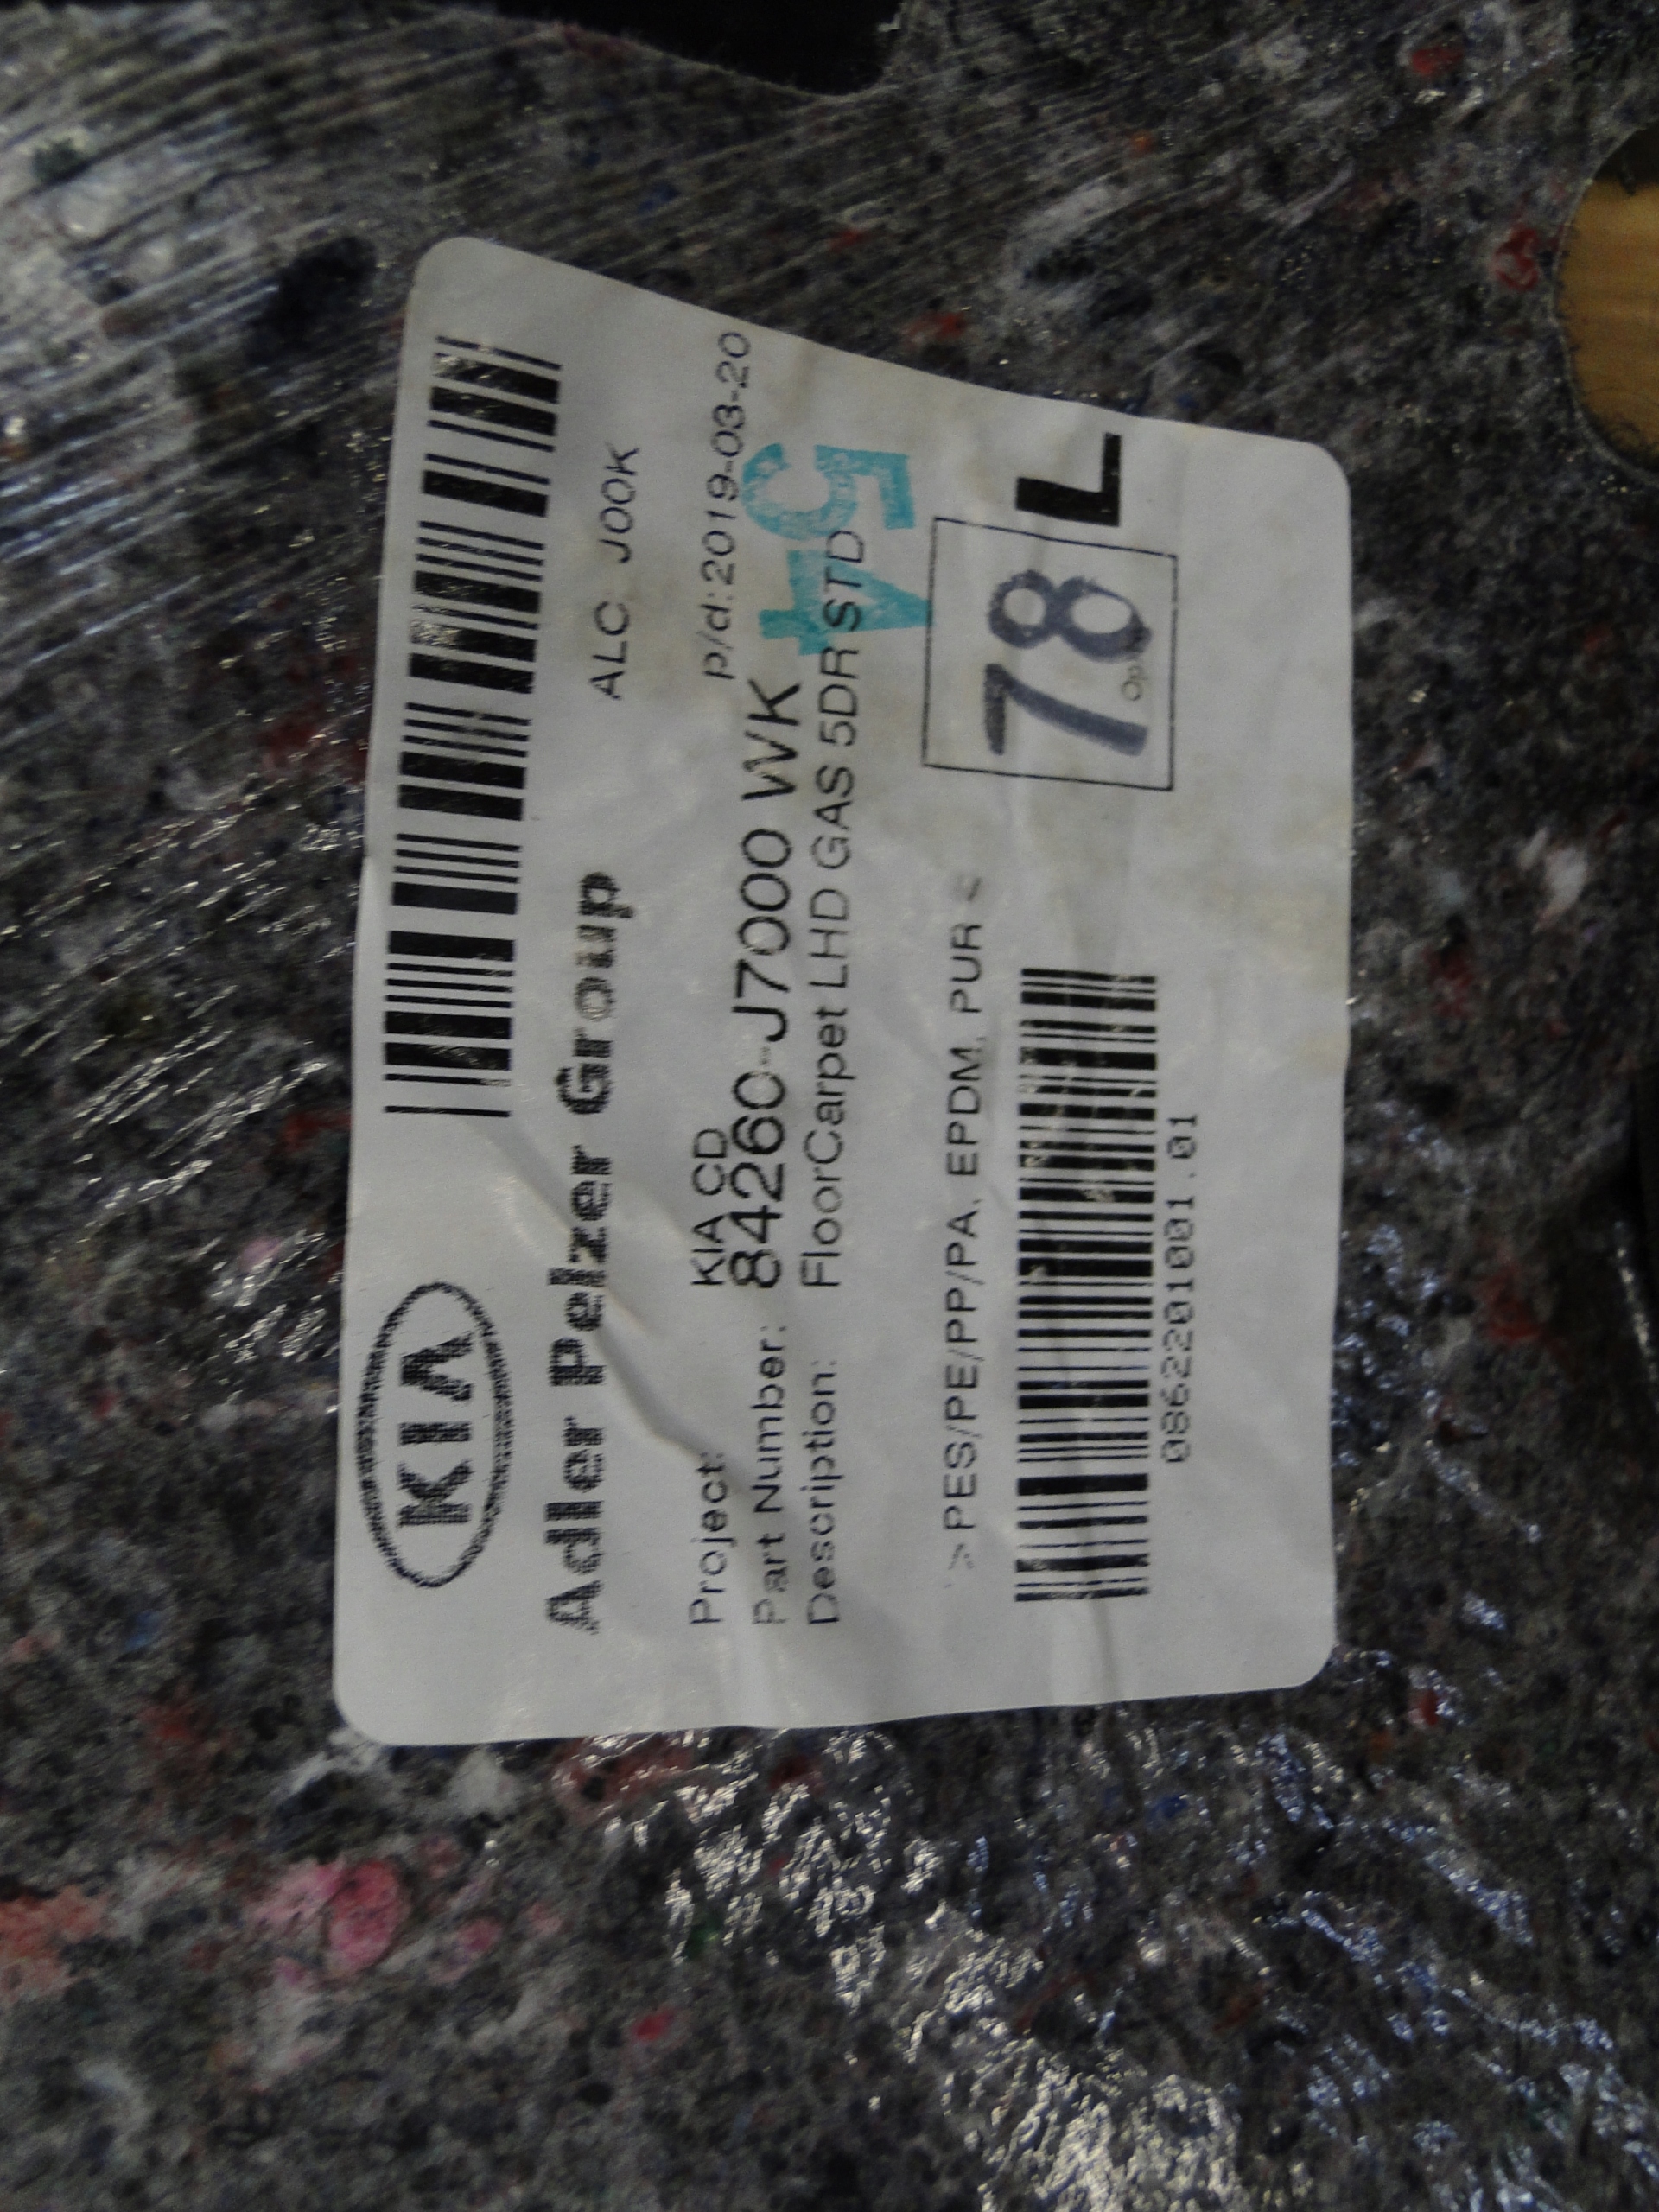 KIA
Adler Pelzer Group
ALC: J00K
Project: KIA CD
p/d:2019-03-20
Part Number: 84260-J7000 WK
45
Description: FloorCarpet LHD GAS 5DR STD
>PES/PE/PP/PA, EPDM, PUR <
78
L
0862201001.01